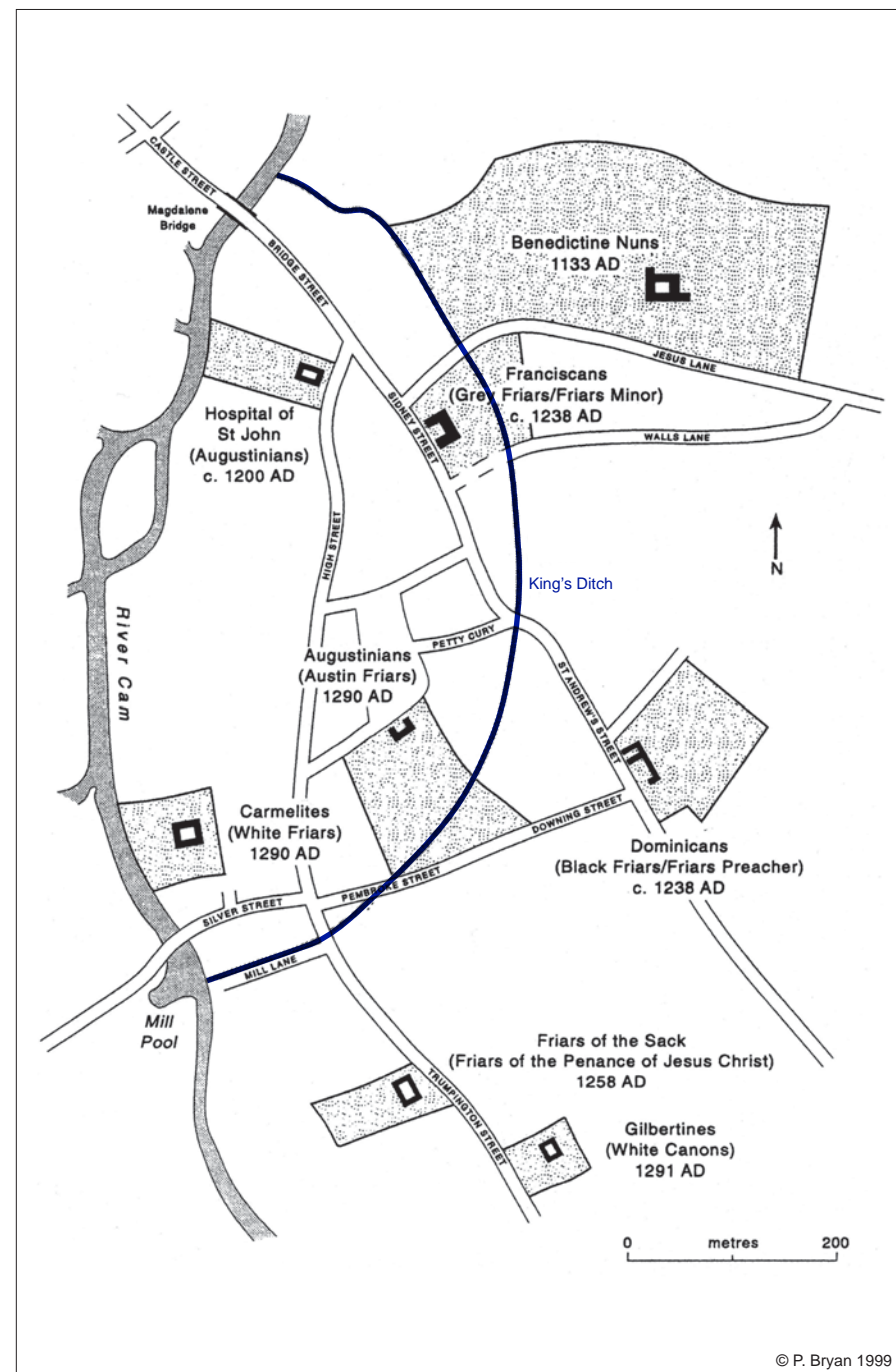 CASTLE STREET
Magdalene
Bridge
BRIDGE STREET
Benedictine Nuns
1133 AD
JESUS LANE
Franciscans
(Grey Friars/Friars Minor)
c. 1238 AD
SIDNEY STREET
WALLS LANE
Hospital of
St John
(Augustinians)
c. 1200 AD
HIGH STREET
N
King's Ditch
River Cam
PETTY CURY
Augustinians
(Austin Friars)
1290 AD
ST ANDREW'S STREET
Carmelites
(White Friars)
1290 AD
DOWNING STREET
Dominicans
(Black Friars/Friars Preacher)
c. 1238 AD
PEMBROKE STREET
SILVER STREET
MILL LANE
Mill
Pool
Friars of the Sack
(Friars of the Penance of Jesus Christ)
1258 AD
TRUMPINGTON STREET
Gilbertines
(White Canons)
1291 AD
0 metres 200
© P. Bryan 1999